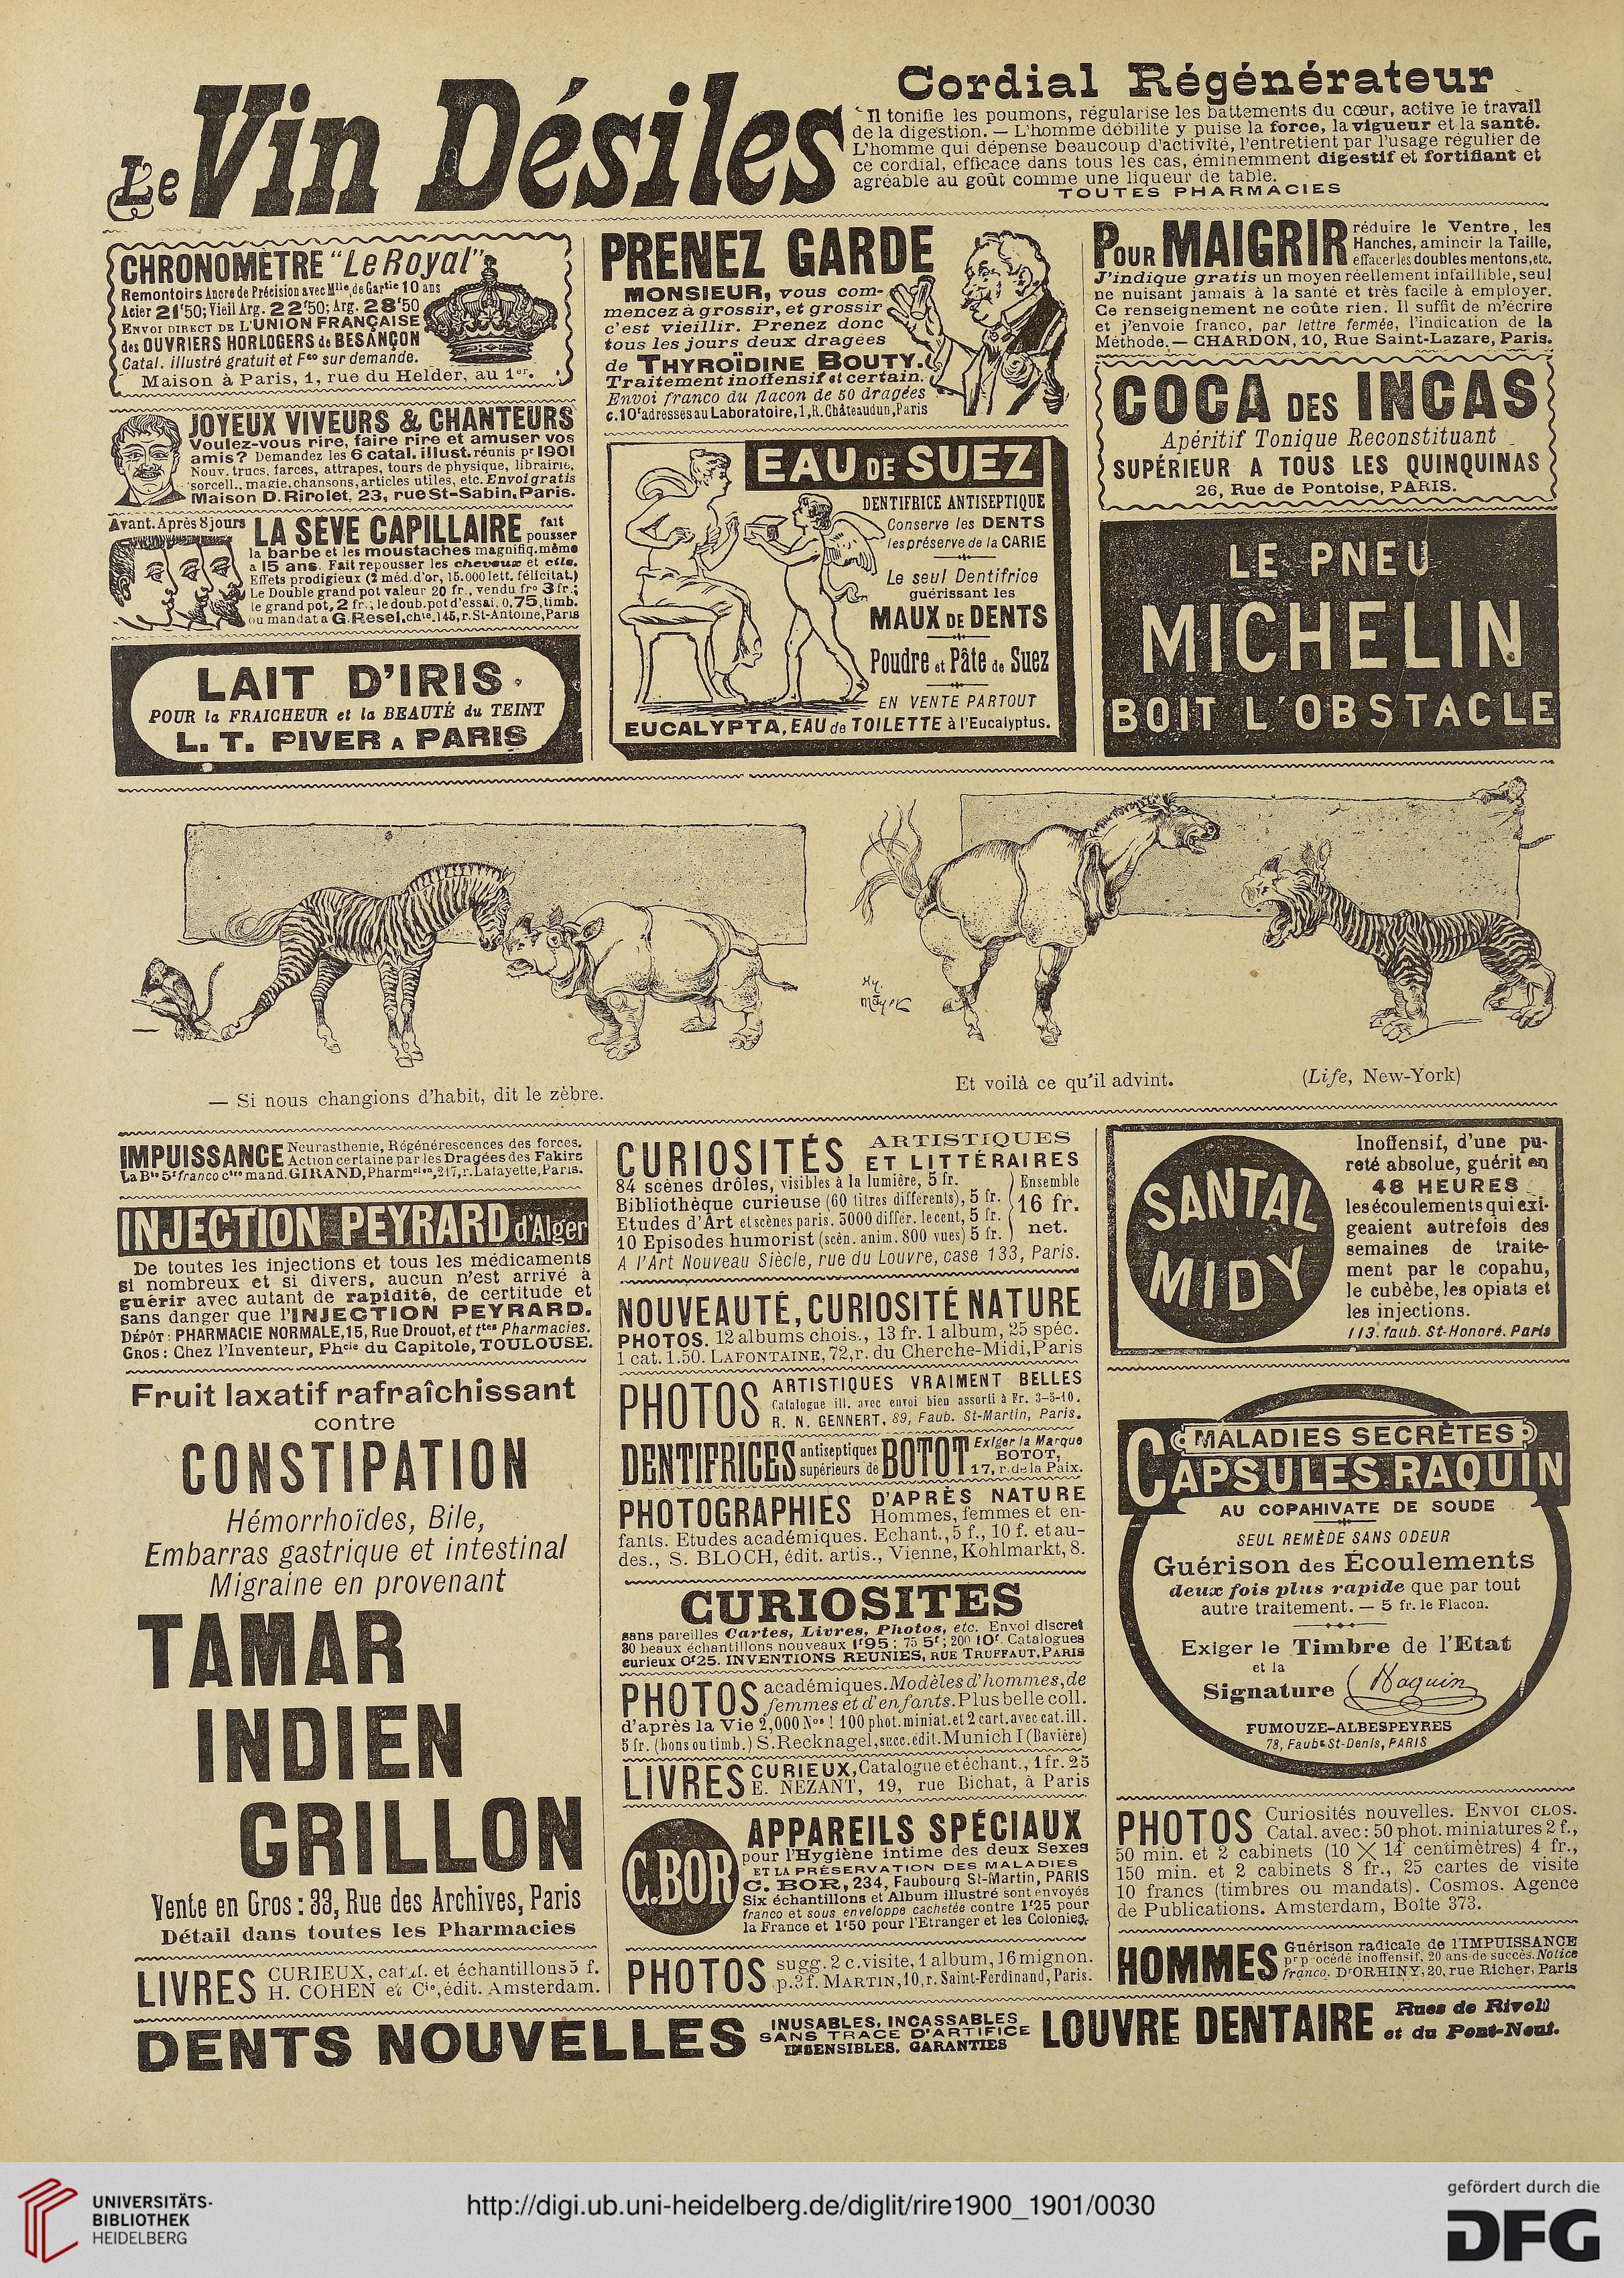 Le Vin Désiles
Cordial Régénérateur
Il tonifie les poumons, régularise les battements du cœur, active le travail
de la digestion. — L'homme débilité y puise la force, la vigueur et la santé.
L'homme qui dépense beaucoup d'activité, l'entretient par l'usage régulier de
ce cordial, efficace dans tous les cas, éminemment digestif et fortifiant et
agréable au goût comme une liqueur de table.
TOUTES PHARMACIES
CHRONOMÈTRE "Le Royal"
Remontoirs Ancre de Précision avec Mlle de Gartie 10 ans
Acier 21f50; Vieil Arg. 22f50; Arg. 28f50
ENVOI DIRECT DE L'UNION FRANÇAISE
des OUVRIERS HORLOGERS de BESANÇON
Catal. illustré gratuit et Fco sur demande.
Maison à Paris, 1, rue du Helder, au 1er.
JOYEUX VIVEURS & CHANTEURS
Voulez-vous rire, faire rire et amuser vos
amis? Demandez les 6 catal. illust. réunis pr 1901
Nouv. trucs, farces, attrapes, tours de physique, librairie,
sorcell., magie, chansons, articles utiles, etc. Envoi gratis
Maison D. Rirolet, 23, rue St-Sabin, Paris.
Avant. Après 8 jours
LA SÈVE CAPILLAIRE fait
pousser
la barbe et les moustaches magnifiq. même
a 15 ans. Fait repousser les cheveux et cils.
Effets prodigieux (2 méd. d'or, 15.000 lett. félicitat.)
Le Double grand pot valeur 20 fr., vendu fro 3 fr.;
le grand pot, 2 fr.; le doub. pot d'essai, 0.75, timb.
ou mandat a G. Resel, chte, 145, r. St-Antoine, Paris
LAIT D'IRIS
POUR la FRAICHEUR et la BEAUTÉ du TEINT
L. T. PIVER A PARIS
PRENEZ GARDE
MONSIEUR, vous com-
mencez à grossir, et grossir
c'est vieillir. Prenez donc
tous les jours deux dragees
de THYROÏDINE BOUTY.
Traitement inoffensif et certain.
Envoi franco du flacon de 50 dragées
c. 10f adresses au Laboratoire, 1, R. Châteaudun, Paris
EAU DE SUEZ
DENTIFRICE ANTISEPTIQUE
Conserve les DENTS
les préserve de la CARIE
Le seul Dentifrice
guérissant les
MAUX DE DENTS
Poudre et Pâte de Suez
EN VENTE PARTOUT
EUCALYPTA, EAU de TOILETTE à l'Eucalyptus.
POUR MAIGRIR
réduire le Ventre, les
Hanches, amincir la Taille,
effacer les doubles mentons, etc.
J'indique gratis un moyen réellement infaillible, seul
ne nuisant jamais à la santé et très facile à employer.
Ce renseignement ne coûte rien. Il suffit de m'écrire
et j'envoie franco, par lettre fermée, l'indication de la
Méthode. — CHARDON, 10, Rue Saint-Lazare, Paris.
COCA DES INCAS
Apéritif Tonique Reconstituant
SUPÉRIEUR A TOUS LES QUINQUINAS
26, Rue de Pontoise, PARIS.
LE PNEU
MICHELIN
BOIT L'OBSTACLE
Hy. Mayer
— Si nous changions d'habit, dit le zèbre.
Et voilà ce qu'il advint.
(Life, New-York)
IMPUISSANCE Neurasthenie, Régénérescences des forces.
Action certaine par les Dragées des Fakirs
La Bte 5f franco cre mand. GIRAND, Pharmcien, 217, r. Lafayette, Paris.
INJECTION PEYRARD d'Alger
De toutes les injections et tous les médicaments
si nombreux et si divers, aucun n'est arrivé à
guérir avec autant de rapidité, de certitude et
sans danger que l'INJECTION PEYRARD.
DÉPÔT: PHARMACIE NORMALE, 15, Rue Drouot, et ttes Pharmacies.
GROS: Chez l'Inventeur, Phcie du Capitole, TOULOUSE.
Fruit laxatif rafraîchissant
contre
CONSTIPATION
Hémorrhoïdes, Bile,
Embarras gastrique et intestinal
Migraine en provenant
TAMAR
INDIEN
GRILLON
Vente en Gros: 33, Rue des Archives, Paris
Détail dans toutes les Pharmacies
LIVRES CURIEUX, catal. et échantillons 5 f.
H. COHEN et Cie, édit. Amsterdam.
CURIOSITÉS ARTISTIQUES
ET LITTÉRAIRES
84 scènes drôles, visibles à la lumière, 5 fr.
Bibliothèque curieuse (60 titres différents), 5 fr.
Etudes d'Art et scènes paris. 3000 différ. le cent, 5 fr.
10 Episodes humorist (scèn. anim. 800 vues) 5 fr.
Ensemble
16 fr.
net.
A l'Art Nouveau Siècle, rue du Louvre, case 133, Paris.
NOUVEAUTÉ, CURIOSITÉ NATURE
PHOTOS. 12 albums chois., 13 fr. 1 album, 25 spéc.
1 cat. 1.50. LAFONTAINE, 72, r. du Cherche-Midi, Paris
PHOTOS ARTISTIQUES VRAIMENT BELLES
Catalogue ill. avec envoi bien assorti à Fr. 3-5-10.
R. N. GENNERT, 89, Faub. St-Martin, Paris.
DENTIFRICES antiseptiques
supérieurs de BOTOT Exiger la Marque
BOTOT,
17, r. de la Paix.
PHOTOGRAPHIES D'APRÈS NATURE
Hommes, femmes et en-
fants. Etudes académiques. Echant., 5 f., 10 f. et au-
des., S. BLOCH, édit. artis., Vienne, Kohlmarkt, 8.
CURIOSITES
sans pareilles Cartes, Livres, Photos, etc. Envoi discret
30 beaux échantillons nouveaux 1f95; 75 5f; 200 10f. Catalogues
curieux 0f25. INVENTIONS REUNIES, RUE TRUFFAUT, PARIS
PHOTOS académiques. Modèles d'hommes, de
femmes et d'enfants. Plus belle coll.
d'après la Vie 2,000 Nos! 100 phot. miniat. et 2 cart. avec cat. ill.
5 fr. (bons ou timb.) S. Recknagel, succ. édit. Munich I (Bavière)
LIVRES CURIEUX, Catalogue et échant., 1 fr. 25
E. NEZANT, 19, rue Bichat, à Paris
C. BOR
APPAREILS SPÉCIAUX
pour l'Hygiène intime des deux Sexes
ET LA PRÉSERVATION DES MALADIES
C. BOR, 234, Faubourg St-Martin, PARIS
Six échantillons et Album illustré sont envoyés
franco et sous enveloppe cachetée contre 1f25 pour
la France et 1f50 pour l'Etranger et les Colonies.
PHOTOS sugg. 2 c. visite, 1 album, 16 mignon.
p. 3 f. MARTIN, 10, r. Saint-Ferdinand, Paris.
SANTAL
MIDY
Inoffensif, d'une pu-
reté absolue, guérit en
48 HEURES
les écoulements qui exi-
geaient autrefois des
semaines de traite-
ment par le copahu,
le cubèbe, les opiats et
les injections.
113, faub. St-Honoré, Paris
MALADIES SECRÈTES
CAPSULES RAQUIN
AU COPAHIVATE DE SOUDE
SEUL REMÈDE SANS ODEUR
Guérison des Écoulements
deux fois plus rapide que par tout
autre traitement. — 5 fr. le Flacon.
Exiger le Timbre de l'Etat
et la
Signature Raquin
FUMOUZE-ALBESPEYRES
78, Faubg St-Denis, PARIS
PHOTOS Curiosités nouvelles. ENVOI CLOS.
Catal. avec: 50 phot. miniatures 2 f.,
50 min. et 2 cabinets (10 × 14 centimètres) 4 fr.,
150 min. et 2 cabinets 8 fr., 25 cartes de visite
10 francs (timbres ou mandats). Cosmos. Agence
de Publications. Amsterdam, Boîte 373.
HOMMES Guérison radicale de l'IMPUISSANCE
pr procédé inoffensif, 20 ans de succès. Notice
franco. D'ORHINY, 20, rue Richer, Paris
DENTS NOUVELLES INUSABLES, INCASSABLES
SANS TRACE D'ARTIFICE
INSENSIBLES, GARANTIES
LOUVRE DENTAIRE Rues de Rivoli
et du Pont-Neuf.
UNIVERSITÄTS-
BIBLIOTHEK
HEIDELBERG
http://digi.ub.uni-heidelberg.de/diglit/rire1900_1901/0030
gefördert durch die
DFG